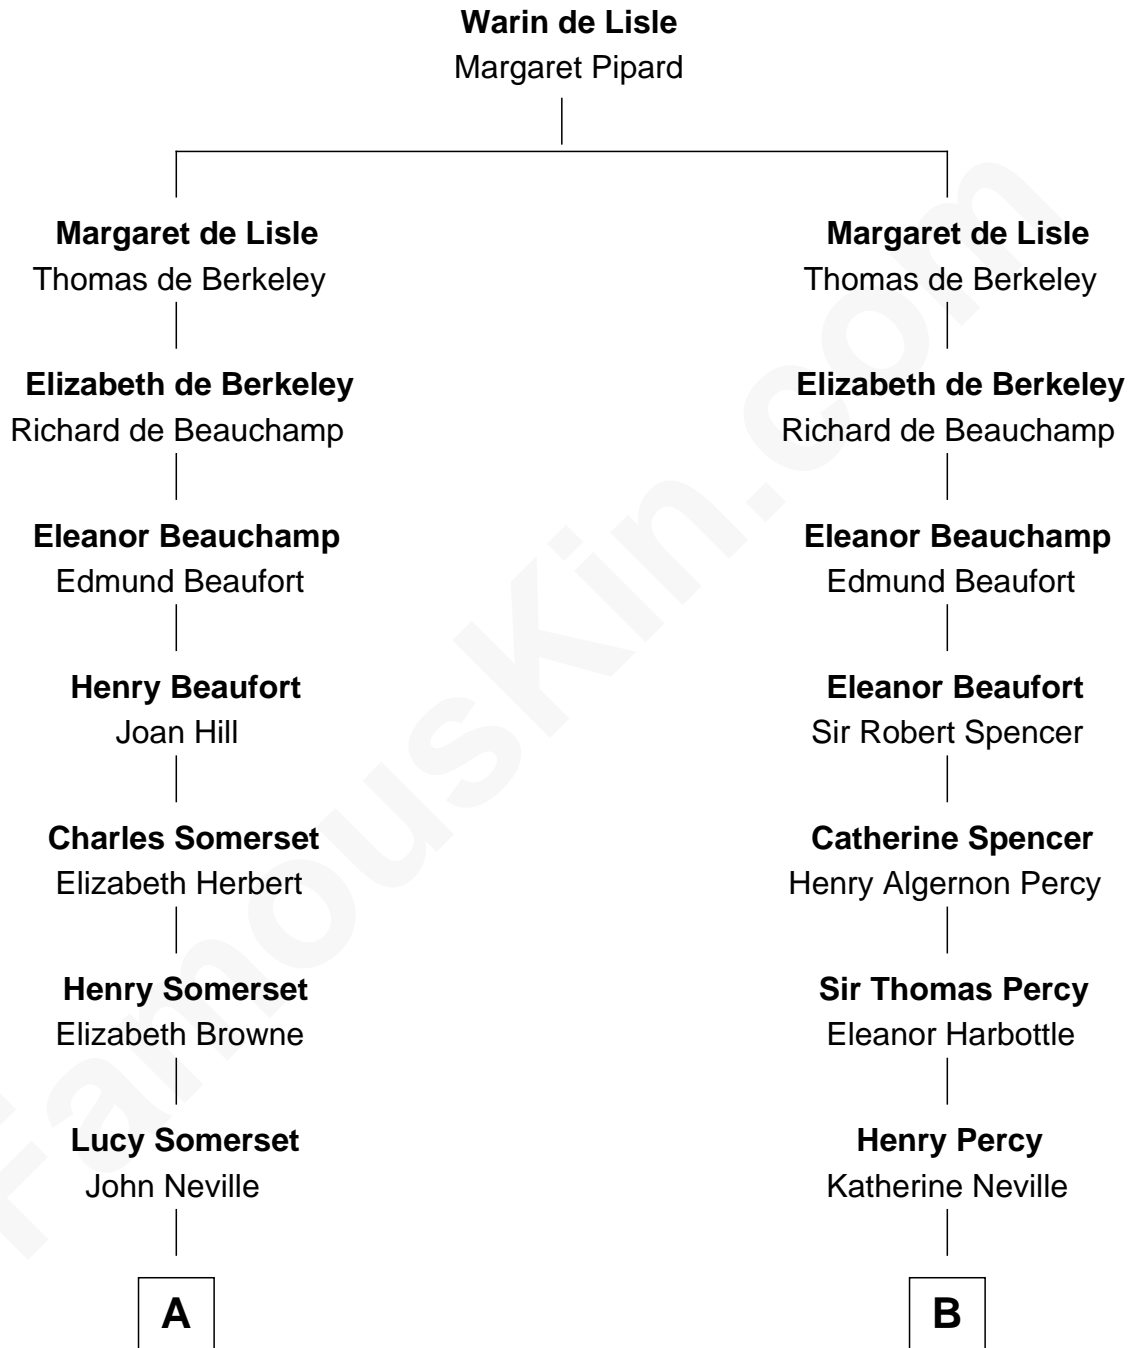 Warin de Lisle
Margaret Pipard
Margaret de Lisle
Thomas de Berkeley
Elizabeth de Berkeley
Richard de Beauchamp
Eleanor Beauchamp
Edmund Beaufort
Henry Beaufort
Joan Hill
Charles Somerset
Elizabeth Herbert
Henry Somerset
Elizabeth Browne
Lucy Somerset
John Neville
A
Margaret de Lisle
Thomas de Berkeley
Elizabeth de Berkeley
Richard de Beauchamp
Eleanor Beauchamp
Edmund Beaufort
Eleanor Beaufort
Sir Robert Spencer
Catherine Spencer
Henry Algernon Percy
Sir Thomas Percy
Eleanor Harbottle
Henry Percy
Katherine Neville
B
FamousKin.com